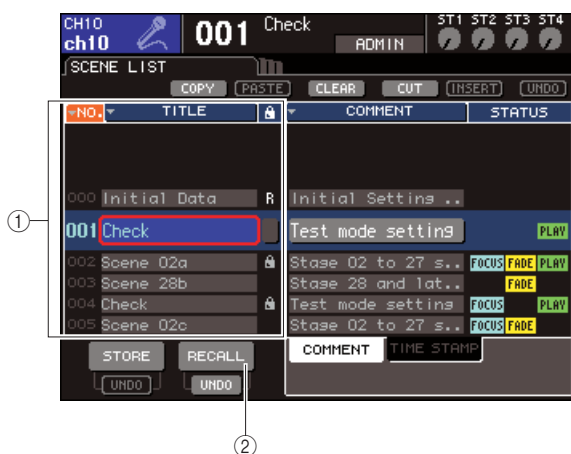 CH10 Check ST1 ST2 ST3 ST4
ch10 001 ADMIN
SCENE LIST
COPY PASTE CLEAR CUT INSERT UNDO
NO. TITLE COMMENT STATUS
000 Initial Data R Initial Setting ..
001 Check Test mode setting PLAY
002 Scene 02a Stage 02 to 27 s.. FOCUS FADE PLAY
003 Scene 28b Stage 28 and lat.. FADE
004 Check Test mode setting FOCUS PLAY
005 Scene 02c Stage 02 to 27 s.. FOCUS FADE
STORE RECALL COMMENT TIME STAMP
UNDO UNDO
1
2